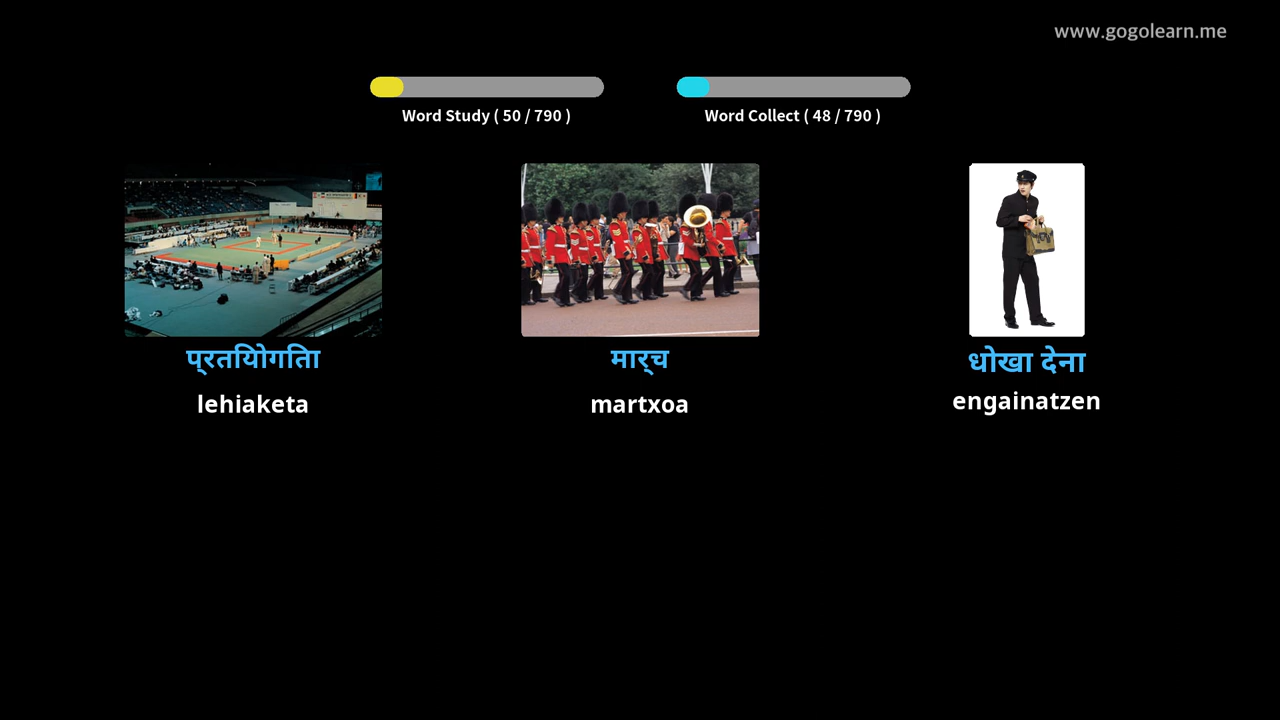 www.gogolearn.me
Word Study ( 50 / 790 )
Word Collect ( 48 / 790 )
प्रतियोगिता
मार्च
धोखा देना
lehiaketa
martxoa
engainatzen